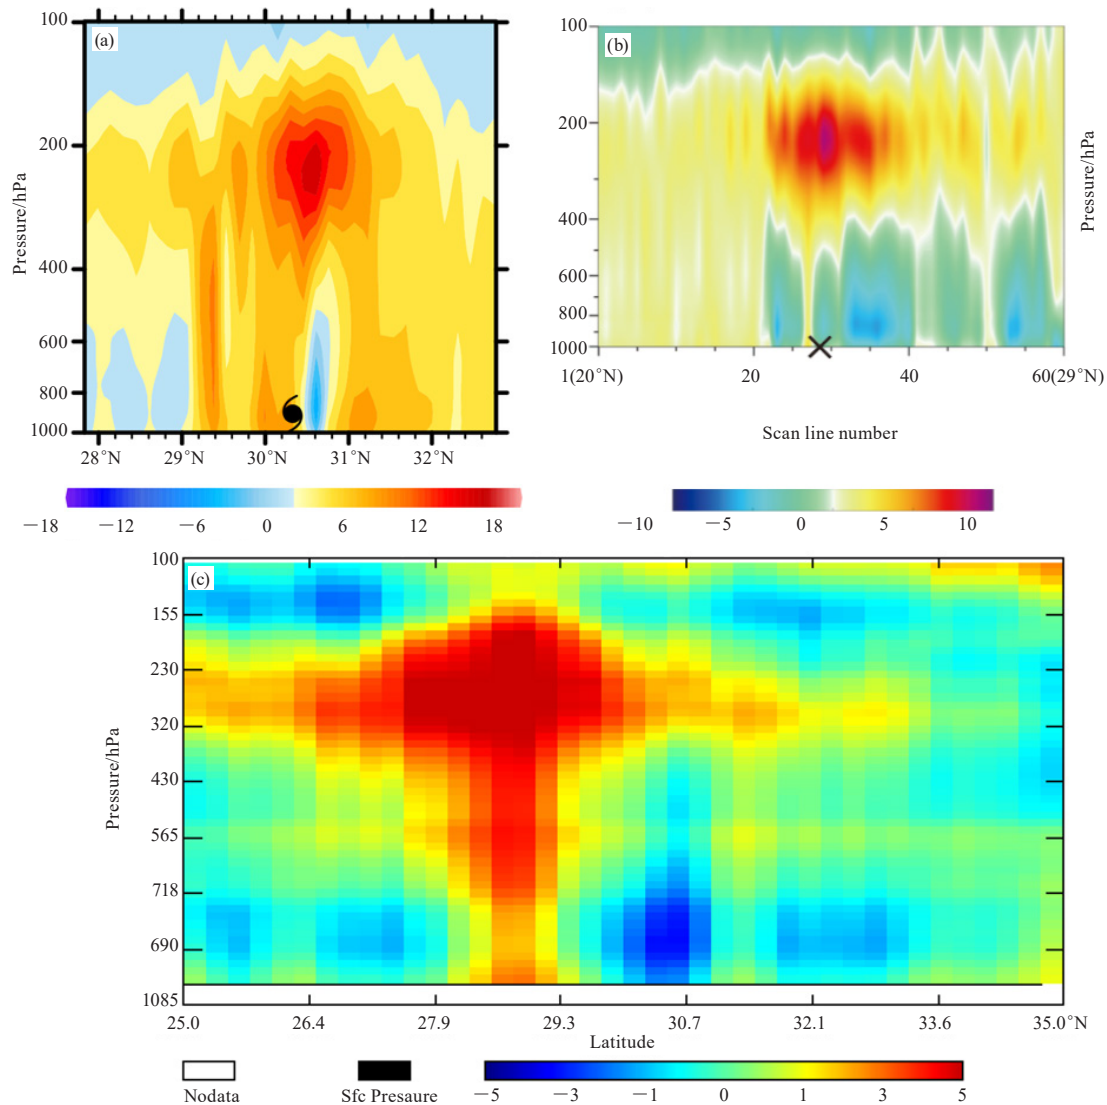 (a)
100
200
400
600
800
1000
Pressure/hPa
28°N 29°N 30°N 31°N 32°N
−18 −12 −6 0 6 12 18
(b)
100
200
400
600
800
1000
Pressure/hPa
1(20°N) 20 40 60(29°N)
Scan line number
−10 −5 0 5 10
(c)
100
155
230
320
430
565
718
690
1085
Pressure/hPa
25.0 26.4 27.9 29.3 30.7 32.1 33.6 35.0°N
Latitude
Nodata
Sfc Presaure
−5 −3 −1 0 1 3 5